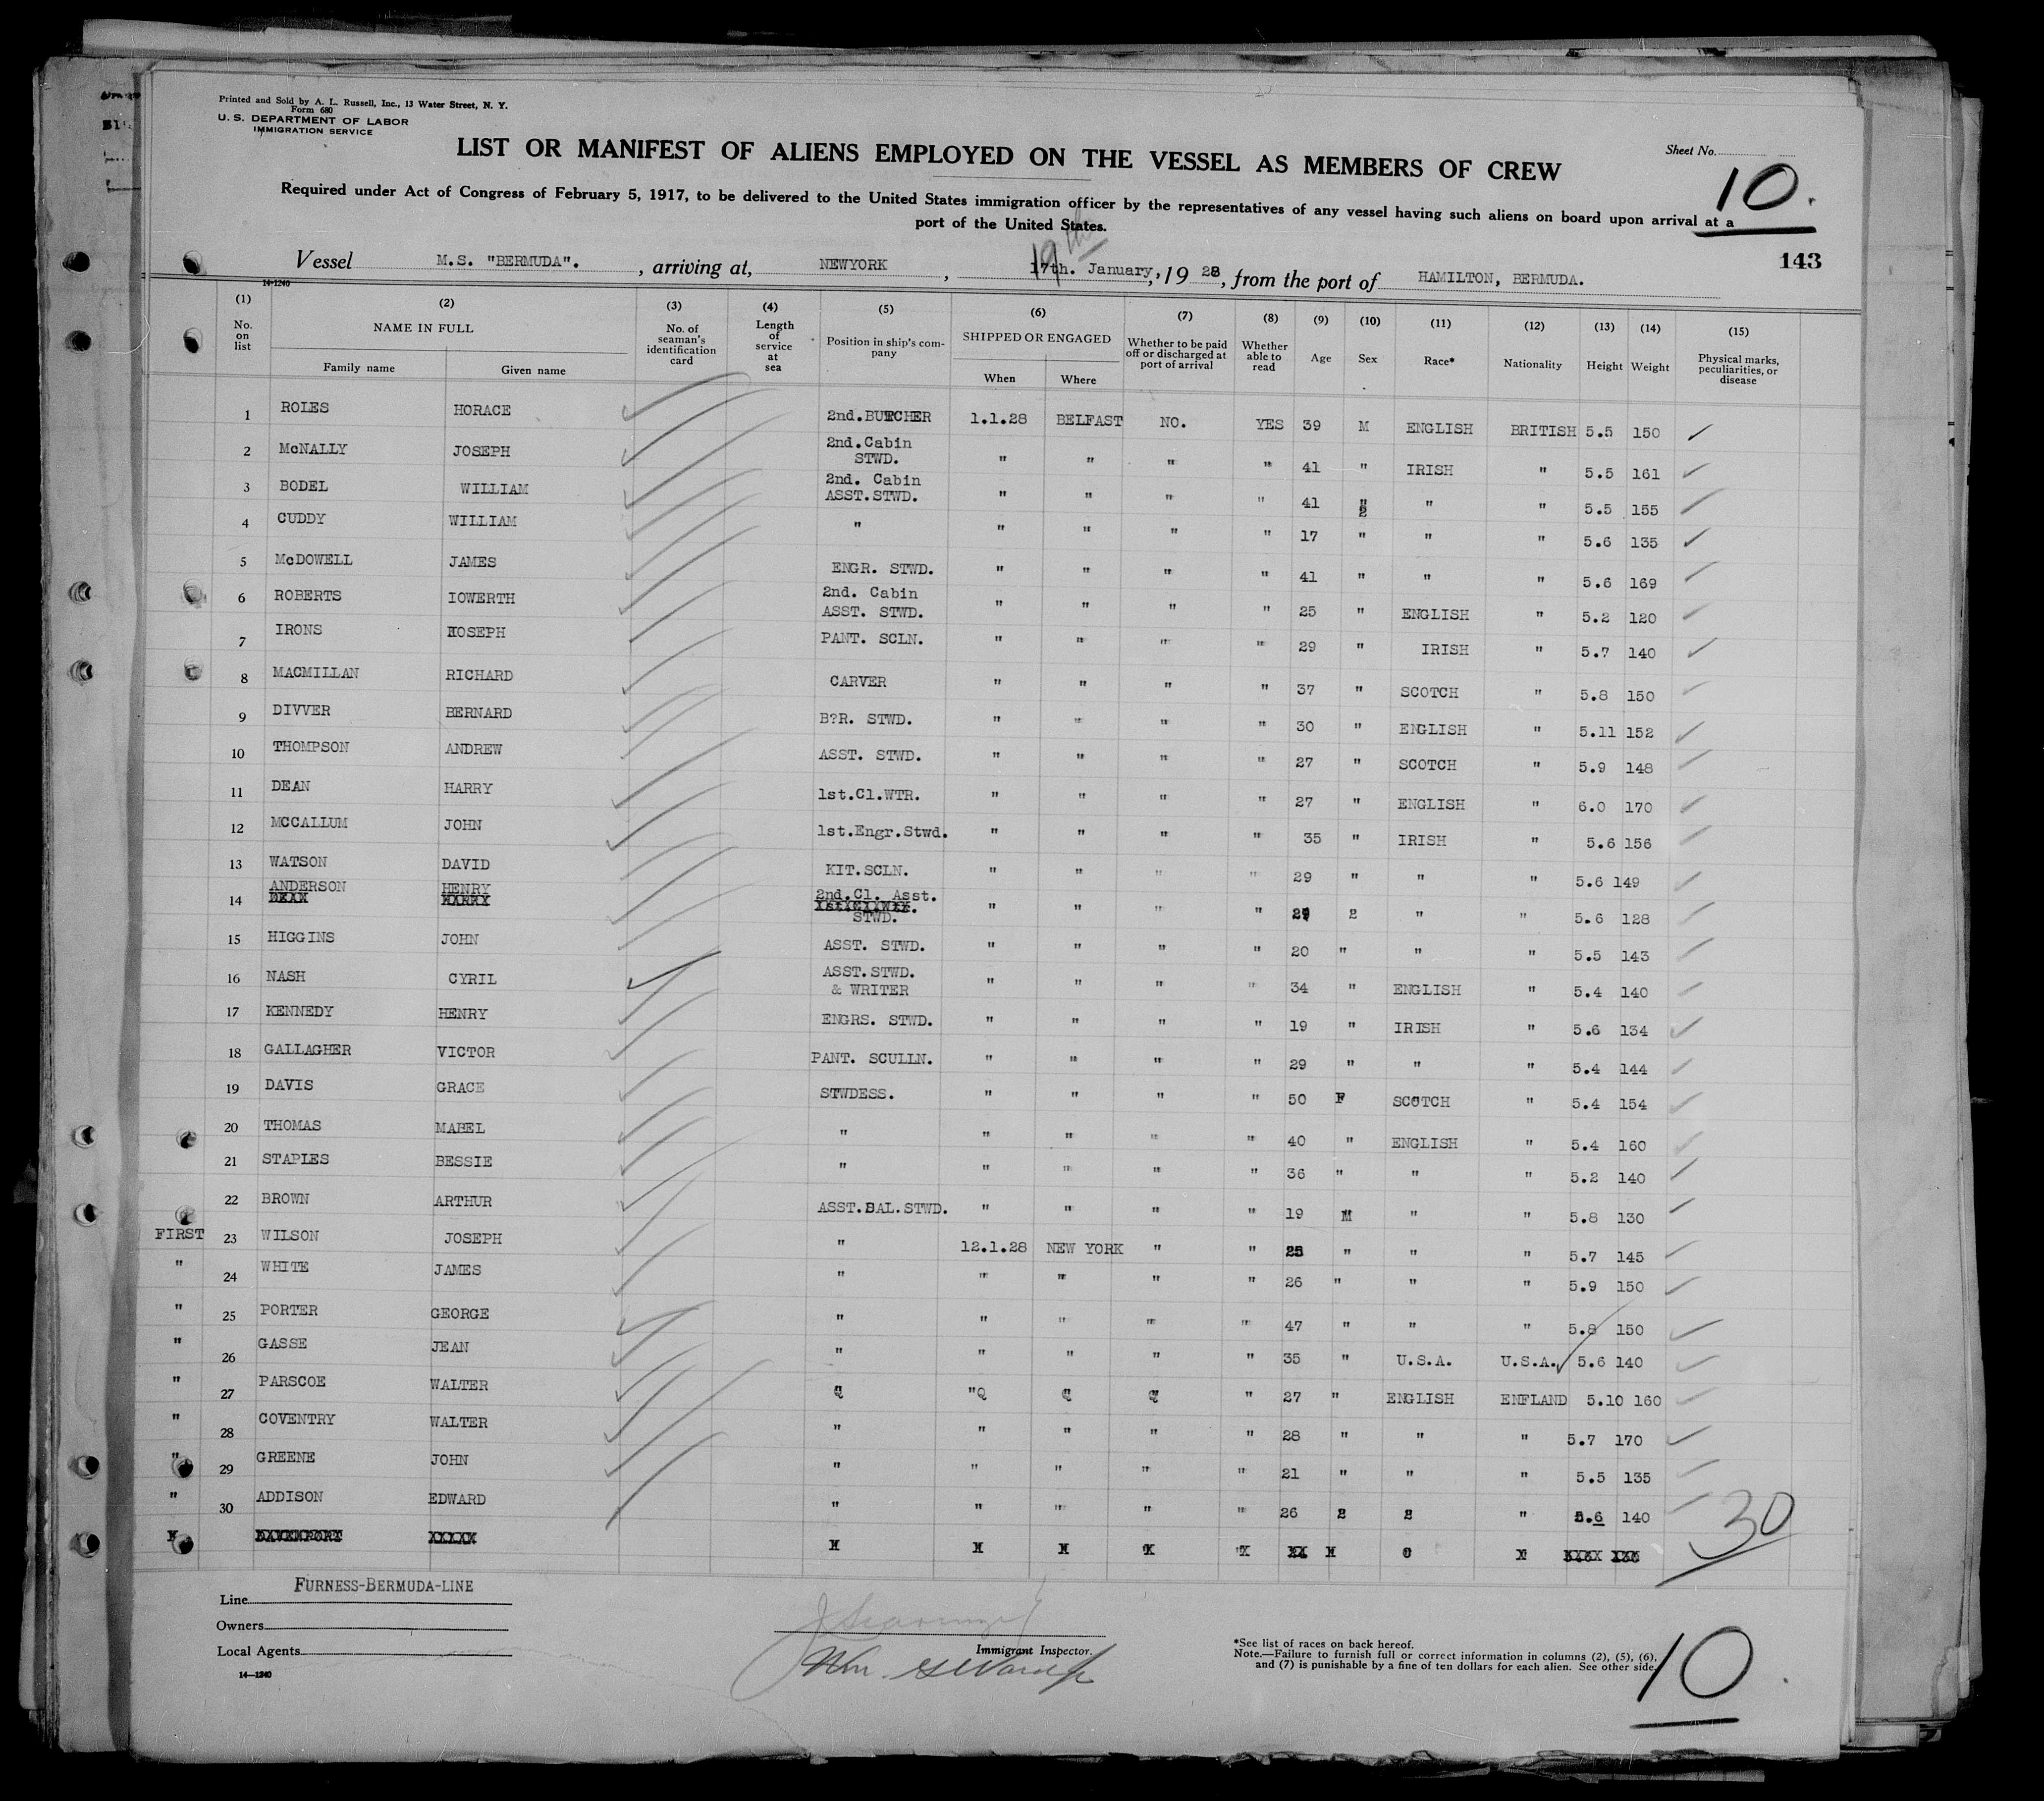 Printed and Sold by A. L. Russell, Inc., 13 Water Street, N. Y.
Form 680
U. S. DEPARTMENT OF LABOR
IMMIGRATION SERVICE
LIST OR MANIFEST OF ALIENS EMPLOYED ON THE VESSEL AS MEMBERS OF CREW
Sheet No. 10.
Required under Act of Congress of February 5, 1917, to be delivered to the United States immigration officer by the representatives of any vessel having such aliens on board upon arrival at a
port of the United States.
19th
143
Vessel M.S. "BERMUDA". , arriving at, NEWYORK , 17th. January, 1928, from the port of HAMILTON, BERMUDA.
14-1240
(1) (2) (3) (4) (5) (6) (7) (8) (9) (10) (11) (12) (13) (14) (15)
No. on list NAME IN FULL Family name Given name No. of seaman's identification card Length of service at sea Position in ship's company SHIPPED OR ENGAGED When Where Whether to be paid off or discharged at port of arrival Whether able to read Age Sex Race* Nationality Height Weight Physical marks, peculiarities, or disease
1 ROLES HORACE 2nd.BUTCHER 1.1.28 BELFAST NO. YES 39 M ENGLISH BRITISH 5.5 150
2 McNALLY JOSEPH 2nd.Cabin STWD. " " " " 41 " IRISH " 5.5 161
3 BODEL WILLIAM 2nd. Cabin ASST.STWD. " " " " 41 " " " 5.5 155
4 CUDDY WILLIAM " " " " " 17 " " " 5.6 135
5 McDOWELL JAMES ENGR. STWD. " " " " 41 " " " 5.6 169
6 ROBERTS IOWERTH 2nd. Cabin ASST. STWD. " " " " 25 " ENGLISH " 5.2 120
7 IRONS JOSEPH PANT. SCLN. " " " " 29 " IRISH " 5.7 140
8 MACMILLAN RICHARD CARVER " " " " 37 " SCOTCH " 5.8 150
9 DIVVER BERNARD B?R. STWD. " " " " 30 " ENGLISH " 5.11 152
10 THOMPSON ANDREW ASST. STWD. " " " " 27 " SCOTCH " 5.9 148
11 DEAN HARRY 1st.Cl.WTR. " " " " 27 " ENGLISH " 6.0 170
12 MCCALLUM JOHN 1st.Engr.Stwd. " " " " 35 " IRISH " 5.6 156
13 WATSON DAVID KIT.SCLN. " " " " 29 " " " 5.6 149
14 ANDERSON HENRY 2nd.Cl. Asst. STWD. " " " " 2 " " 5.6 128
DEAN HARRY 1st.Cl.Wtr.
15 HIGGINS JOHN ASST. STWD. " " " " 20 " " " 5.5 143
16 NASH CYRIL ASST.STWD. & WRITER " " " " 34 " ENGLISH " 5.4 140
17 KENNEDY HENRY ENGRS. STWD. " " " " 19 " IRISH " 5.6 134
18 GALLAGHER VICTOR PANT. SCULLN. " " " " 29 " " " 5.4 144
19 DAVIS GRACE STWDESS. " " " " 50 F SCOTCH " 5.4 154
20 THOMAS MABEL " " " " " 40 " ENGLISH " 5.4 160
21 STAPLES BESSIE " " " " " 36 " " " 5.2 140
22 BROWN ARTHUR ASST.SAL.STWD. " " " " 19 M " " 5.8 130
FIRST 23 WILSON JOSEPH " 12.1.28 NEW YORK " " 25 " " " 5.7 145
" 24 WHITE JAMES " " " " " 26 " " " 5.9 150
" 25 PORTER GEORGE " " " " " 47 " " " 5.8 150
" 26 GASSE JEAN " " " " " 35 " U.S.A. U.S.A. 5.6 140
" 27 PARSCOE WALTER " "Q " " " 27 " ENGLISH ENFLAND 5.10 160
" 28 COVENTRY WALTER " " " " " 28 " " " 5.7 170
" 29 GREENE JOHN " " " " " 21 " " " 5.5 135
" 30 ADDISON EDWARD " " " " " 26 2 2 " 5.6 140
DAVENPORT XXXXX
30
FURNESS-BERMUDA-LINE
Line
Owners
Local Agents
14—1240
Immigrant Inspector.
*See list of races on back hereof.
Note.—Failure to furnish full or correct information in columns (2), (5), (6),
and (7) is punishable by a fine of ten dollars for each alien. See other side.
10